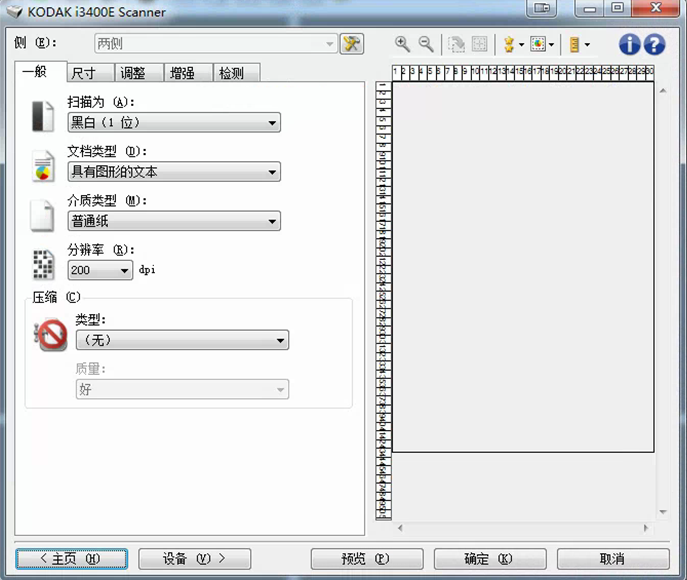 KODAK i3400E Scanner
侧 (E):
两侧
一般 尺寸 调整 增强 检测
扫描为 (A):
黑白 (1 位)
文档类型 (D):
具有图形的文本
介质类型 (M):
普通纸
分辨率 (R):
200 dpi
压缩 (C)
类型:
(无)
质量:
好
1 2 3 4 5 6 7 8 9 10 11 12 13 14 15 16 17 18 19 20 21 22 23 24 25 26 27 28 29 30
< 主页 (H) 设备 (V) > 预览 (P) 确定 (K) 取消